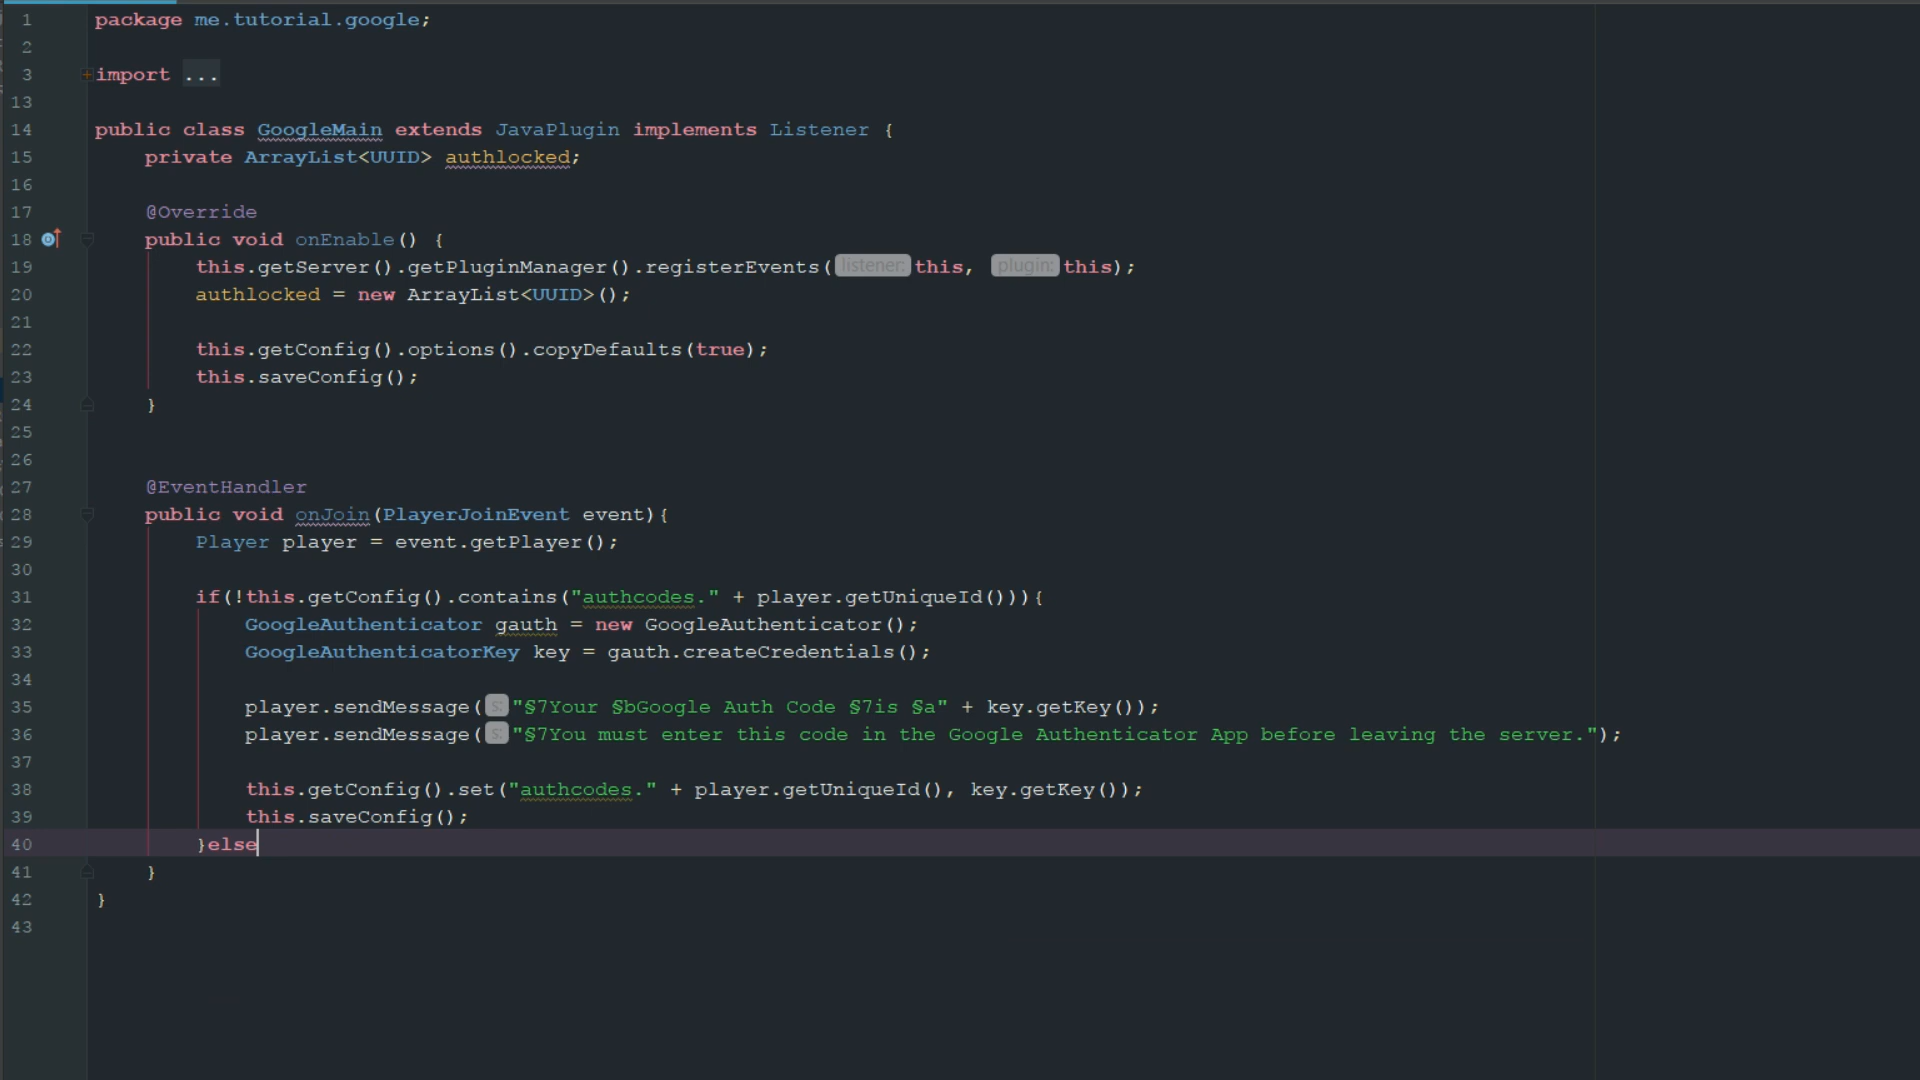 1 package me.tutorial.google;
2
3 import ...
13
14 public class GoogleMain extends JavaPlugin implements Listener {
15 private ArrayList<UUID> authlocked;
16
17 @Override
18 public void onEnable() {
19 this.getServer().getPluginManager().registerEvents( listener: this, plugin: this);
20 authlocked = new ArrayList<UUID>();
21
22 this.getConfig().options().copyDefaults(true);
23 this.saveConfig();
24 }
25
26
27 @EventHandler
28 public void onJoin(PlayerJoinEvent event){
29 Player player = event.getPlayer();
30
31 if(!this.getConfig().contains("authcodes." + player.getUniqueId())){
32 GoogleAuthenticator gauth = new GoogleAuthenticator();
33 GoogleAuthenticatorKey key = gauth.createCredentials();
34
35 player.sendMessage( s: "§7Your §bGoogle Auth Code §7is §a" + key.getKey());
36 player.sendMessage( s: "§7You must enter this code in the Google Authenticator App before leaving the server.");
37
38 this.getConfig().set("authcodes." + player.getUniqueId(), key.getKey());
39 this.saveConfig();
40 }else
41 }
42 }
43